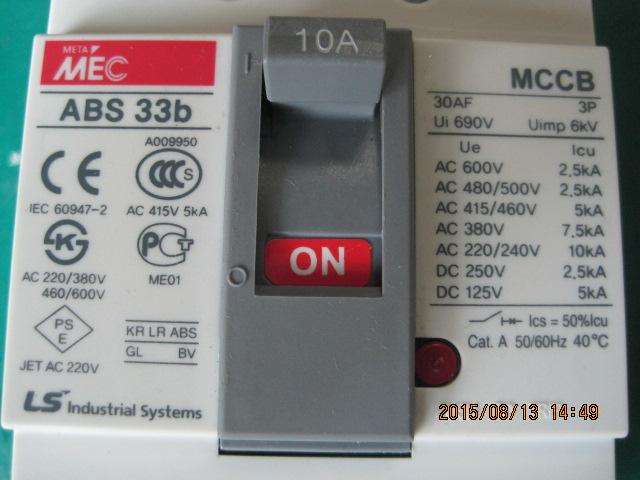 META
MEC
ABS 33b
A009950
CE
CCC S
IEC 60947-2
AC 415V 5kA
K
PCT
AC 220/380V
460/600V
ME01
PS
E
KR LR ABS
GL BV
JET AC 220V
LS Industrial Systems
10A
I
ON
O
MCCB
30AF 3P
Ui 690V Uimp 6kV
Ue Icu
AC 600V 2.5kA
AC 480/500V 2.5kA
AC 415/460V 5kA
AC 380V 7.5kA
AC 220/240V 10kA
DC 250V 2.5kA
DC 125V 5kA
Ics = 50%Icu
Cat. A 50/60Hz 40°C
2015/08/13 14:49